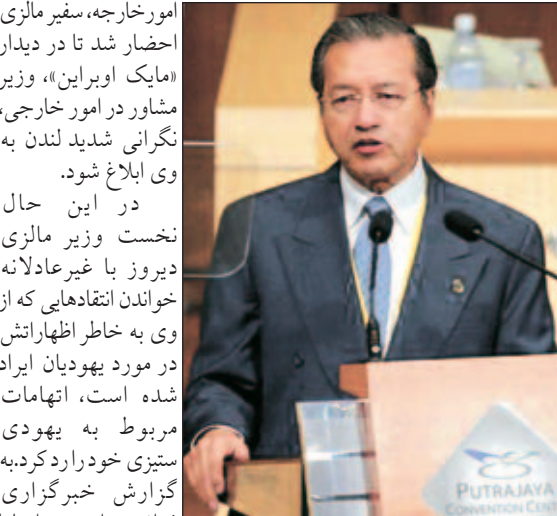 امورخارجه، سفیر مالزی
احضار شد تا در دیدار
«مایک اوبراین»، وزیر
مشاور در امور خارجی،
نگرانی شدید لندن به
وی ابلاغ شود.
در این حال
نخست وزیر مالزی
دیروز با غیرعادلانه
خواندن انتقادهایی که از
وی به خاطر اظهاراتش
در مورد یهودیان ایراد
شده است، اتهامات
مربوط به یهودی
ستیزی خود را رد کرد.به
گزارش خبرگزاری
PUTRAJAYA
CONVENTION CENT